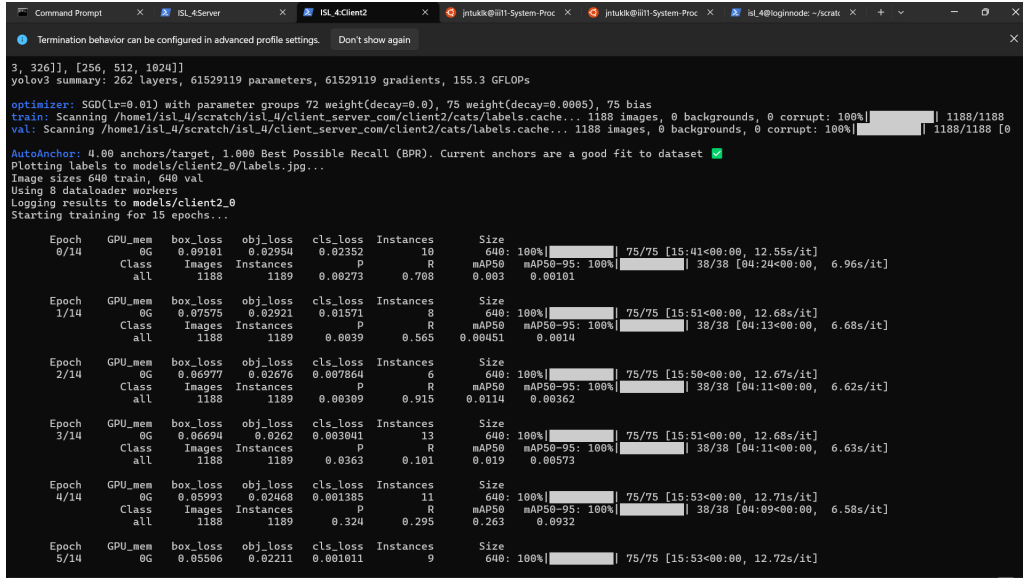 Command Prompt ISL_4:Server ISL_4:Client2 jntuklk@iii11-System-Proc jntuklk@iii11-System-Proc isl_4@loginnode: ~/scratc
Termination behavior can be configured in advanced profile settings. Don't show again
3, 326]], [256, 512, 1024]]
yolov3 summary: 262 layers, 61529119 parameters, 61529119 gradients, 155.3 GFLOPs
optimizer: SGD(lr=0.01) with parameter groups 72 weight(decay=0.0), 75 weight(decay=0.0005), 75 bias
train: Scanning /home1/isl_4/scratch/isl_4/client_server_com/client2/cats/labels.cache... 1188 images, 0 backgrounds, 0 corrupt: 100%| | 1188/1188
val: Scanning /home1/isl_4/scratch/isl_4/client_server_com/client2/cats/labels.cache... 1188 images, 0 backgrounds, 0 corrupt: 100%| | 1188/1188 [0
AutoAnchor: 4.00 anchors/target, 1.000 Best Possible Recall (BPR). Current anchors are a good fit to dataset ✅
Plotting labels to models/client2_0/labels.jpg...
Image sizes 640 train, 640 val
Using 8 dataloader workers
Logging results to models/client2_0
Starting training for 15 epochs...
Epoch GPU_mem box_loss obj_loss cls_loss Instances Size
0/14 0G 0.09101 0.02954 0.02352 10 640: 100%| | 75/75 [15:41<00:00, 12.55s/it]
Class Images Instances P R mAP50 mAP50-95: 100%| | 38/38 [04:24<00:00, 6.96s/it]
all 1188 1189 0.00273 0.708 0.003 0.00101
Epoch GPU_mem box_loss obj_loss cls_loss Instances Size
1/14 0G 0.07575 0.02921 0.01571 8 640: 100%| | 75/75 [15:51<00:00, 12.68s/it]
Class Images Instances P R mAP50 mAP50-95: 100%| | 38/38 [04:13<00:00, 6.68s/it]
all 1188 1189 0.0039 0.565 0.00451 0.0014
Epoch GPU_mem box_loss obj_loss cls_loss Instances Size
2/14 0G 0.06977 0.02676 0.007864 6 640: 100%| | 75/75 [15:50<00:00, 12.67s/it]
Class Images Instances P R mAP50 mAP50-95: 100%| | 38/38 [04:11<00:00, 6.62s/it]
all 1188 1189 0.00309 0.915 0.0114 0.00362
Epoch GPU_mem box_loss obj_loss cls_loss Instances Size
3/14 0G 0.06694 0.0262 0.003041 13 640: 100%| | 75/75 [15:51<00:00, 12.68s/it]
Class Images Instances P R mAP50 mAP50-95: 100%| | 38/38 [04:11<00:00, 6.63s/it]
all 1188 1189 0.0363 0.101 0.019 0.00573
Epoch GPU_mem box_loss obj_loss cls_loss Instances Size
4/14 0G 0.05993 0.02468 0.001385 11 640: 100%| | 75/75 [15:53<00:00, 12.71s/it]
Class Images Instances P R mAP50 mAP50-95: 100%| | 38/38 [04:09<00:00, 6.58s/it]
all 1188 1189 0.324 0.295 0.263 0.0932
Epoch GPU_mem box_loss obj_loss cls_loss Instances Size
5/14 0G 0.05506 0.02211 0.001011 9 640: 100%| | 75/75 [15:53<00:00, 12.72s/it]